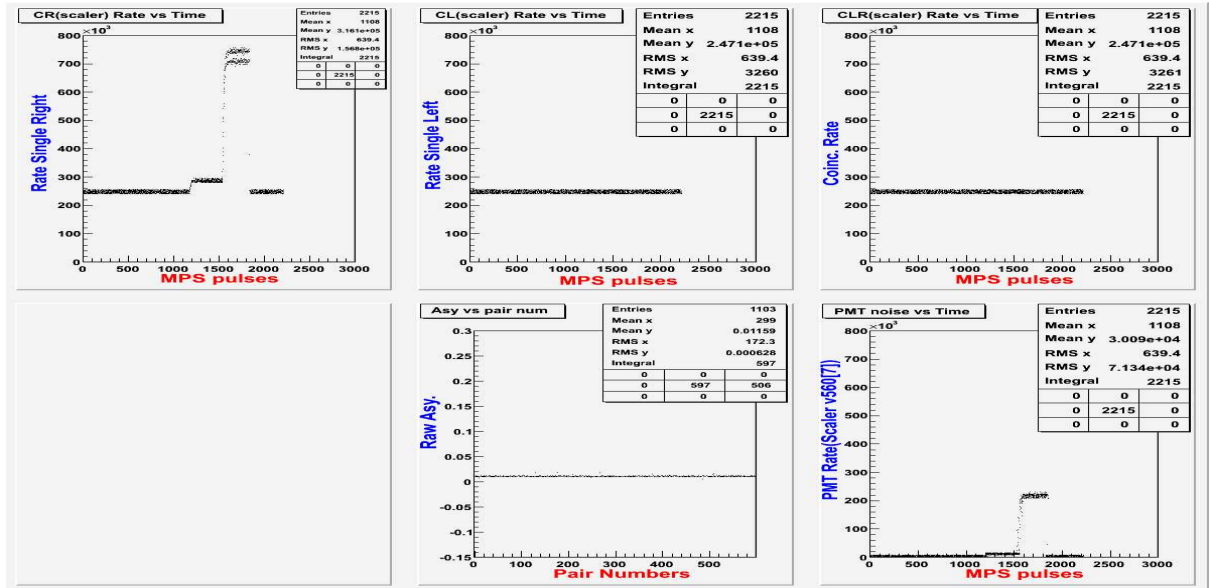 CR(scaler) Rate vs Time
Entries 2215
Mean x 1108
Mean y 3.161e+05
RMS x 639.4
RMS y 1.568e+05
Integral 2215
0 0 0
0 2215 0
0 0 0
×10³
800
700
600
500
400
300
200
100
0
0 500 1000 1500 2000 2500 3000
Rate Single Right
MPS pulses
CL(scaler) Rate vs Time
Entries 2215
Mean x 1108
Mean y 2.471e+05
RMS x 639.4
RMS y 3260
Integral 2215
0 0 0
0 2215 0
0 0 0
×10³
800
700
600
500
400
300
200
100
0
0 500 1000 1500 2000 2500 3000
Rate Single Left
MPS pulses
CLR(scaler) Rate vs Time
Entries 2215
Mean x 1108
Mean y 2.471e+05
RMS x 639.4
RMS y 3261
Integral 2215
0 0 0
0 2215 0
0 0 0
×10³
800
700
600
500
400
300
200
100
0
0 500 1000 1500 2000 2500 3000
Coinc. Rate
MPS pulses
Asy vs pair num
Entries 1103
Mean x 299
Mean y 0.01159
RMS x 172.3
RMS y 0.000628
Integral 597
0 0 0
0 597 506
0 0 0
0.3
0.25
0.2
0.15
0.1
0.05
0
-0.05
-0.1
-0.15
0 100 200 300 400 500
Raw Asy.
Pair Numbers
PMT noise vs Time
Entries 2215
Mean x 1108
Mean y 3.009e+04
RMS x 639.4
RMS y 7.134e+04
Integral 2215
0 0 0
0 2215 0
0 0 0
×10³
800
700
600
500
400
300
200
100
0
0 500 1000 1500 2000 2500 3000
PMT Rate(Scaler v560[7])
MPS pulses